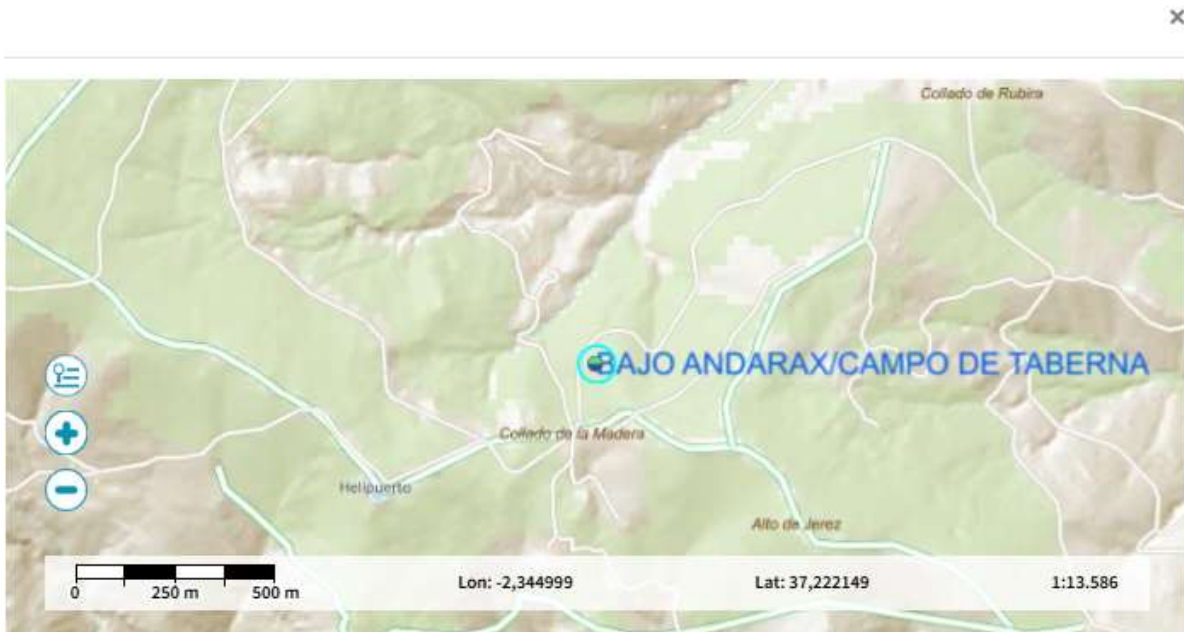 ×
Collado de Rubira
BAJO ANDARAX/CAMPO DE TABERNA
Collado de la Madera
Helipuerto
Alto de Jerez
0 250 m 500 m
Lon: -2,344999
Lat: 37,222149
1:13.586